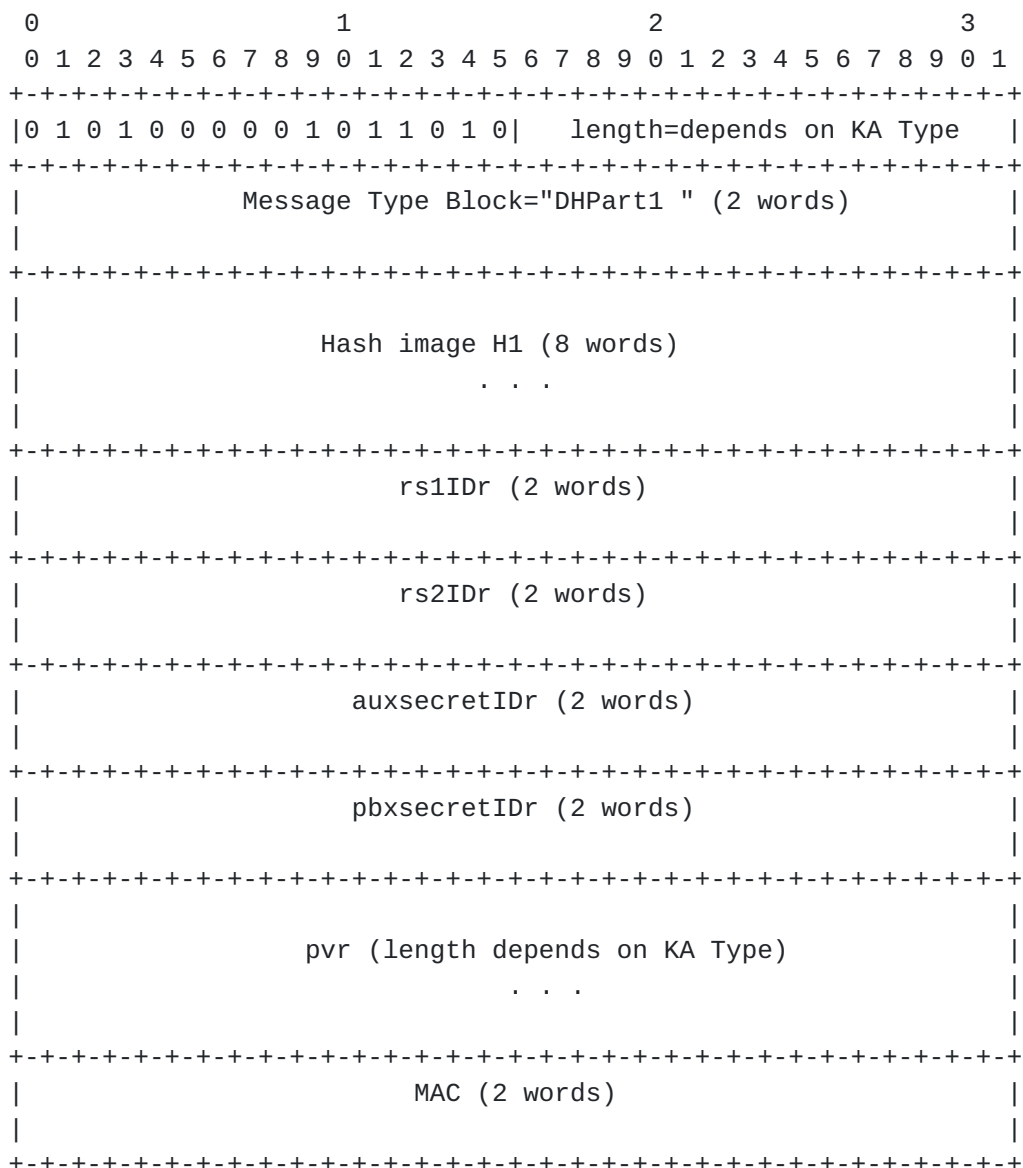 0                   1                   2                   3
 0 1 2 3 4 5 6 7 8 9 0 1 2 3 4 5 6 7 8 9 0 1 2 3 4 5 6 7 8 9 0 1
+-+-+-+-+-+-+-+-+-+-+-+-+-+-+-+-+-+-+-+-+-+-+-+-+-+-+-+-+-+-+-+-+
|0 1 0 1 0 0 0 0 0 1 0 1 1 0 1 0|   length=depends on KA Type   |
+-+-+-+-+-+-+-+-+-+-+-+-+-+-+-+-+-+-+-+-+-+-+-+-+-+-+-+-+-+-+-+-+
|              Message Type Block="DHPart1 " (2 words)          |
|                                                               |
+-+-+-+-+-+-+-+-+-+-+-+-+-+-+-+-+-+-+-+-+-+-+-+-+-+-+-+-+-+-+-+-+
|                                                               |
|                   Hash image H1 (8 words)                     |
|                             . . .                             |
|                                                               |
+-+-+-+-+-+-+-+-+-+-+-+-+-+-+-+-+-+-+-+-+-+-+-+-+-+-+-+-+-+-+-+-+
|                        rs1IDr (2 words)                       |
|                                                               |
+-+-+-+-+-+-+-+-+-+-+-+-+-+-+-+-+-+-+-+-+-+-+-+-+-+-+-+-+-+-+-+-+
|                        rs2IDr (2 words)                       |
|                                                               |
+-+-+-+-+-+-+-+-+-+-+-+-+-+-+-+-+-+-+-+-+-+-+-+-+-+-+-+-+-+-+-+-+
|                     auxsecretIDr (2 words)                    |
|                                                               |
+-+-+-+-+-+-+-+-+-+-+-+-+-+-+-+-+-+-+-+-+-+-+-+-+-+-+-+-+-+-+-+-+
|                     pbxsecretIDr (2 words)                    |
|                                                               |
+-+-+-+-+-+-+-+-+-+-+-+-+-+-+-+-+-+-+-+-+-+-+-+-+-+-+-+-+-+-+-+-+
|                                                               |
|                  pvr (length depends on KA Type)              |
|                               . . .                           |
|                                                               |
+-+-+-+-+-+-+-+-+-+-+-+-+-+-+-+-+-+-+-+-+-+-+-+-+-+-+-+-+-+-+-+-+
|                         MAC (2 words)                         |
|                                                               |
+-+-+-+-+-+-+-+-+-+-+-+-+-+-+-+-+-+-+-+-+-+-+-+-+-+-+-+-+-+-+-+-+